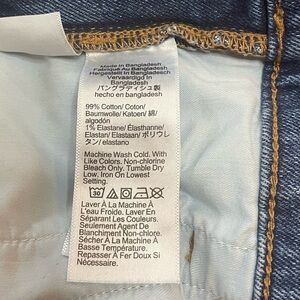 Made In Bangladesh
Fabriqué Au Bangladesh
Hergestellt In Bangladesch
Vervaardigd In
Bangladesh
バングラディシュ製
hecho en bangladesh
99% Cotton/ Coton/
Baumwolle/ Katoen/ 綿/
algodón
1% Elastane/ Élasthanne/
Elastan/ Elastaan/ ポリウレ
タン/ elastano
Machine Wash Cold. With
Like Colors. Non-chlorine
Bleach Only. Tumble Dry
Low. Iron On Lowest
Setting.
30
Laver À La Machine À
L'eau Froide. Laver En
Séparant Les Couleurs.
Seulement Agent De
Blanchiment Non-Chlore.
Sécher À La Machine À
Basse Température.
Repasser À Fer Doux Si
Nécessaire.